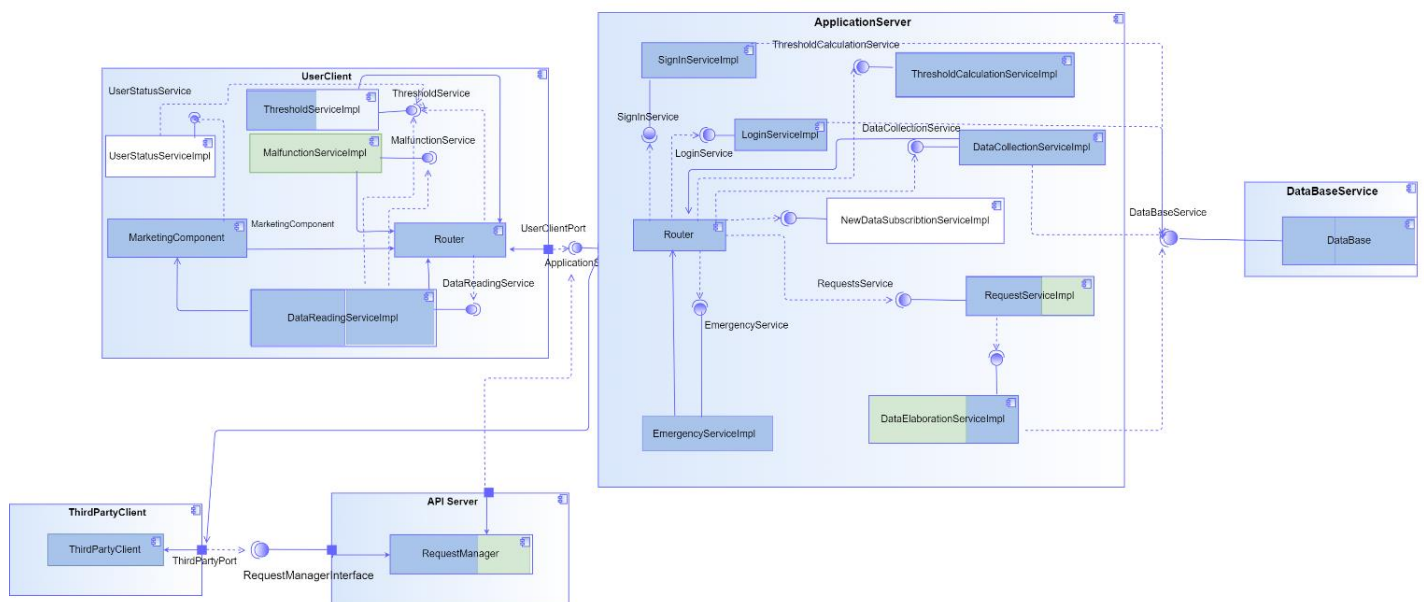 ApplicationServer
ThresholdCalculationService
SignInServiceImpl
ThresholdCalculationServiceImpl
UserClient
UserStatusService
ThresholdService
ThresholdServiceImpl
SignInService
DataCollectionService
LoginServiceImpl
MalfunctionService
MalfunctionServiceImpl
UserStatusServiceImpl
LoginService
DataCollectionServiceImpl
DataBaseService
DataBaseService
NewDataSubscribtionServiceImpl
MarketingComponent
UserClientPort
MarketingComponent
Router
Router
DataBase
ApplicationS
DataReadingService
RequestsService
RequestServiceImpl
DataReadingServiceImpl
EmergencyService
DataElaborationServiceImpl
EmergencyServiceImpl
API Server
ThirdPartyClient
ThirdPartyClient
RequestManager
ThirdPartyPort
RequestManagerInterface